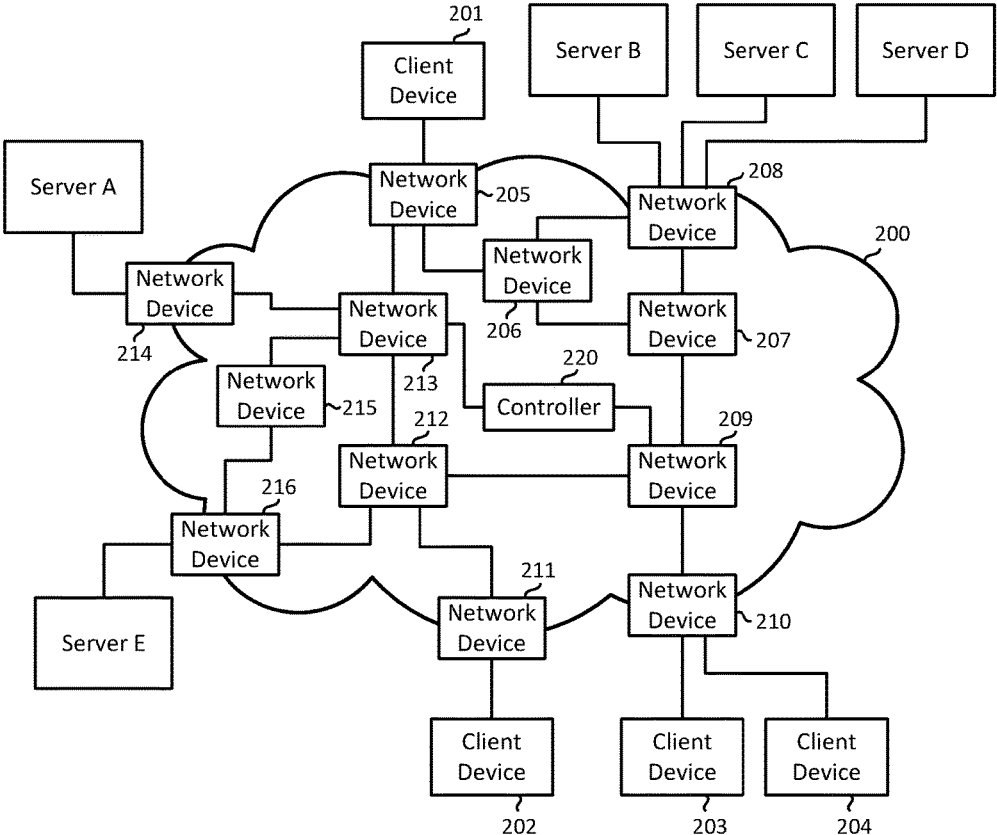 201
Client
Device
Server B
Server C
Server D
Server A
Network
Device
205
Network
Device
208
200
Network
Device
206
Network
Device
214
Network
Device
213
Network
Device
207
220
Controller
Network
Device
215
212
Network
Device
209
Network
Device
216
Network
Device
211
Network
Device
Network
Device
210
Server E
Client
Device
202
Client
Device
203
Client
Device
204